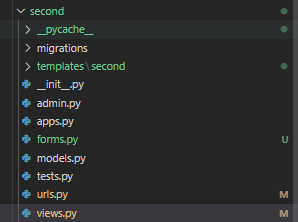 second
__pycache__
migrations
templates\second
__init__.py
admin.py
apps.py
forms.py U
models.py
tests.py
urls.py M
views.py M